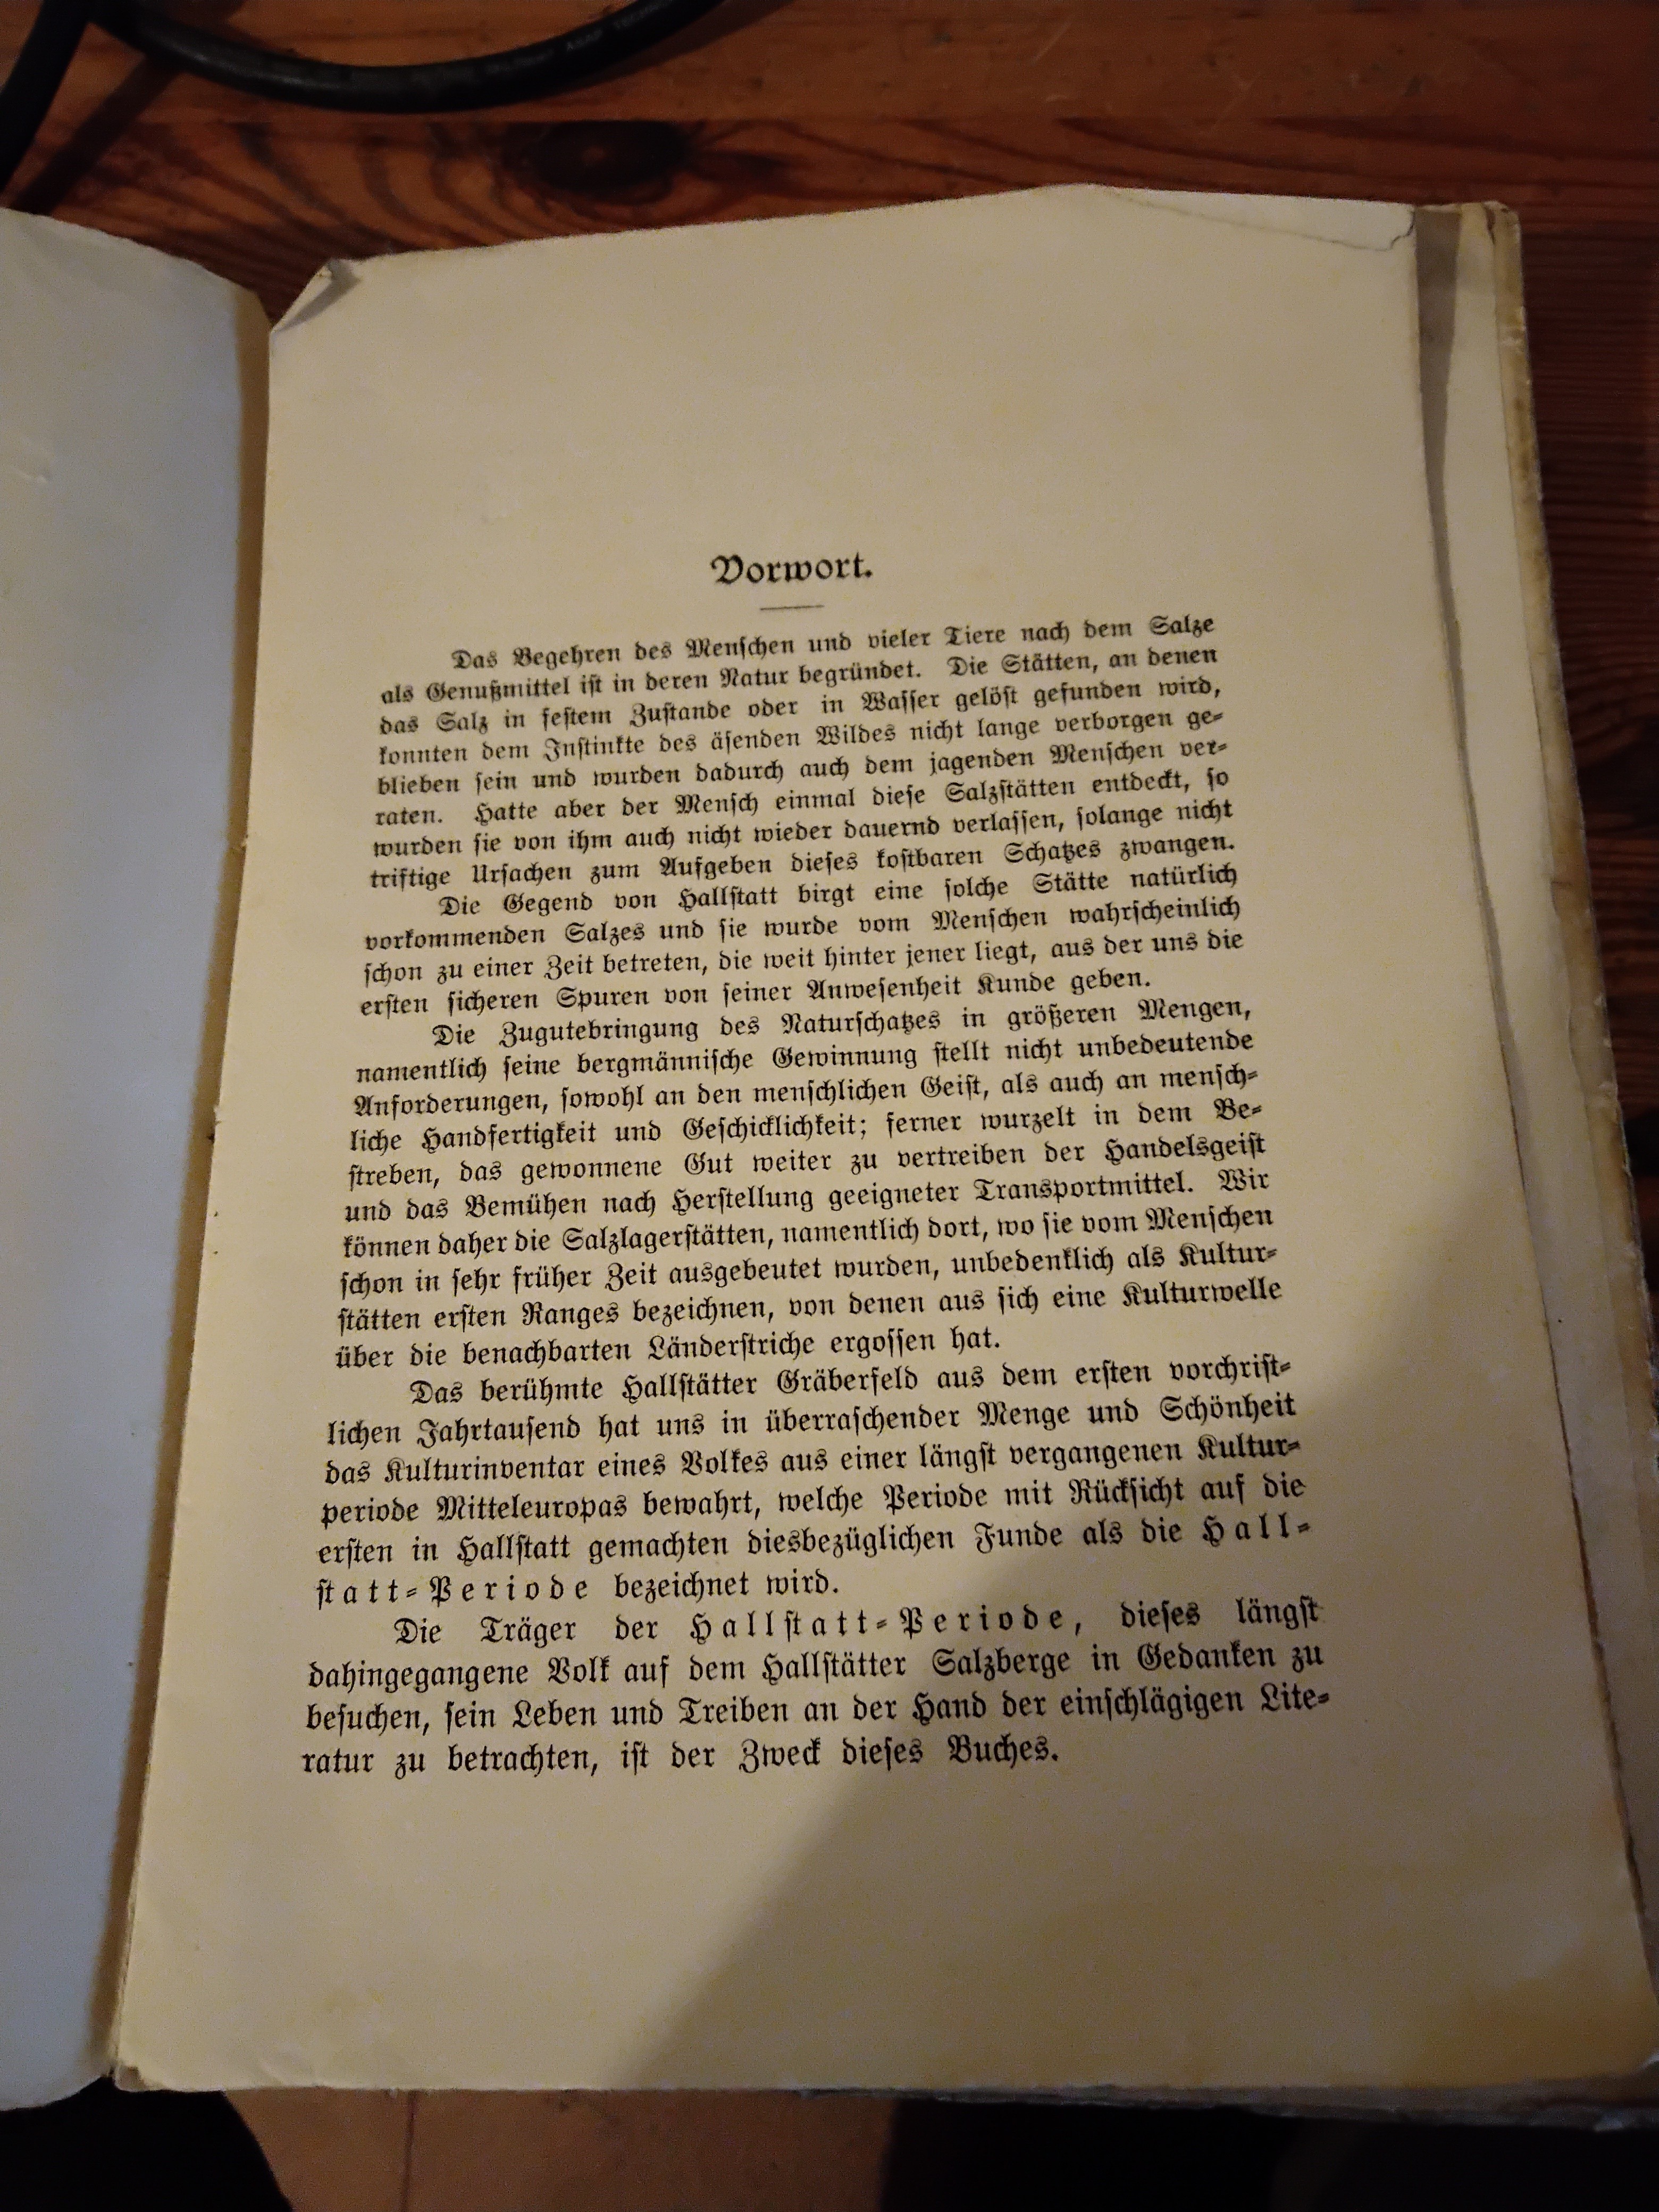 Vorwort.
Das Begehren des Menschen und vieler Tiere nach dem Salze
als Genußmittel ist in deren Natur begründet. Die Stätten, an denen
das Salz in festem Zustande oder in Wasser gelöst gefunden wird,
konnten dem Instinkte des äsenden Wildes nicht lange verborgen ge-
blieben sein und wurden dadurch auch dem jagenden Menschen ver-
raten. Hatte aber der Mensch einmal diese Salzstätten entdeckt, so
wurden sie von ihm auch nicht wieder dauernd verlassen, solange nicht
triftige Ursachen zum Aufgeben dieses kostbaren Schatzes zwangen.
Die Gegend von Hallstatt birgt eine solche Stätte natürlich
vorkommenden Salzes und sie wurde vom Menschen wahrscheinlich
schon zu einer Zeit betreten, die weit hinter jener liegt, aus der uns die
ersten sicheren Spuren von seiner Anwesenheit Kunde geben.
Die Zugutebringung des Naturschatzes in größeren Mengen,
namentlich seine bergmännische Gewinnung stellt nicht unbedeutende
Anforderungen, sowohl an den menschlichen Geist, als auch an mensch-
liche Handfertigkeit und Geschicklichkeit; ferner wurzelt in dem Be-
streben, das gewonnene Gut weiter zu vertreiben der Handelsgeist
und das Bemühen nach Herstellung geeigneter Transportmittel. Wir
können daher die Salzlagerstätten, namentlich dort, wo sie vom Menschen
schon in sehr früher Zeit ausgebeutet wurden, unbedenklich als Kultur-
stätten ersten Ranges bezeichnen, von denen aus sich eine Kulturwelle
über die benachbarten Länderstriche ergossen hat.
Das berühmte Hallstätter Gräberfeld aus dem ersten vorchrist-
lichen Jahrtausend hat uns in überraschender Menge und Schönheit
das Kulturinventar eines Volkes aus einer längst vergangenen Kultur-
periode Mitteleuropas bewahrt, welche Periode mit Rücksicht auf die
ersten in Hallstatt gemachten diesbezüglichen Funde als die Hall-
statt-Periode bezeichnet wird.
Die Träger der Hallstatt-Periode, dieses längst
dahingegangene Volk auf dem Hallstätter Salzberge in Gedanken zu
besuchen, sein Leben und Treiben an der Hand der einschlägigen Lite-
ratur zu betrachten, ist der Zweck dieses Buches.